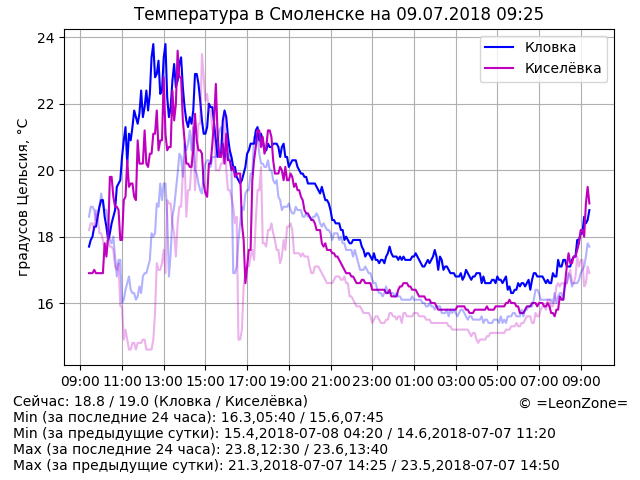 Температура в Смоленске на 09.07.2018 09:25
Кловка
Киселёвка
градусов Цельсия, °C
24
22
20
18
16
09:00 11:00 13:00 15:00 17:00 19:00 21:00 23:00 01:00 03:00 05:00 07:00 09:00
Сейчас: 18.8 / 19.0 (Кловка / Киселёвка)
© =LeonZone=
Min (за последние 24 часа): 16.3,05:40 / 15.6,07:45
Min (за предыдущие сутки): 15.4,2018-07-08 04:20 / 14.6,2018-07-07 11:20
Max (за последние 24 часа): 23.8,12:30 / 23.6,13:40
Max (за предыдущие сутки): 21.3,2018-07-07 14:25 / 23.5,2018-07-07 14:50